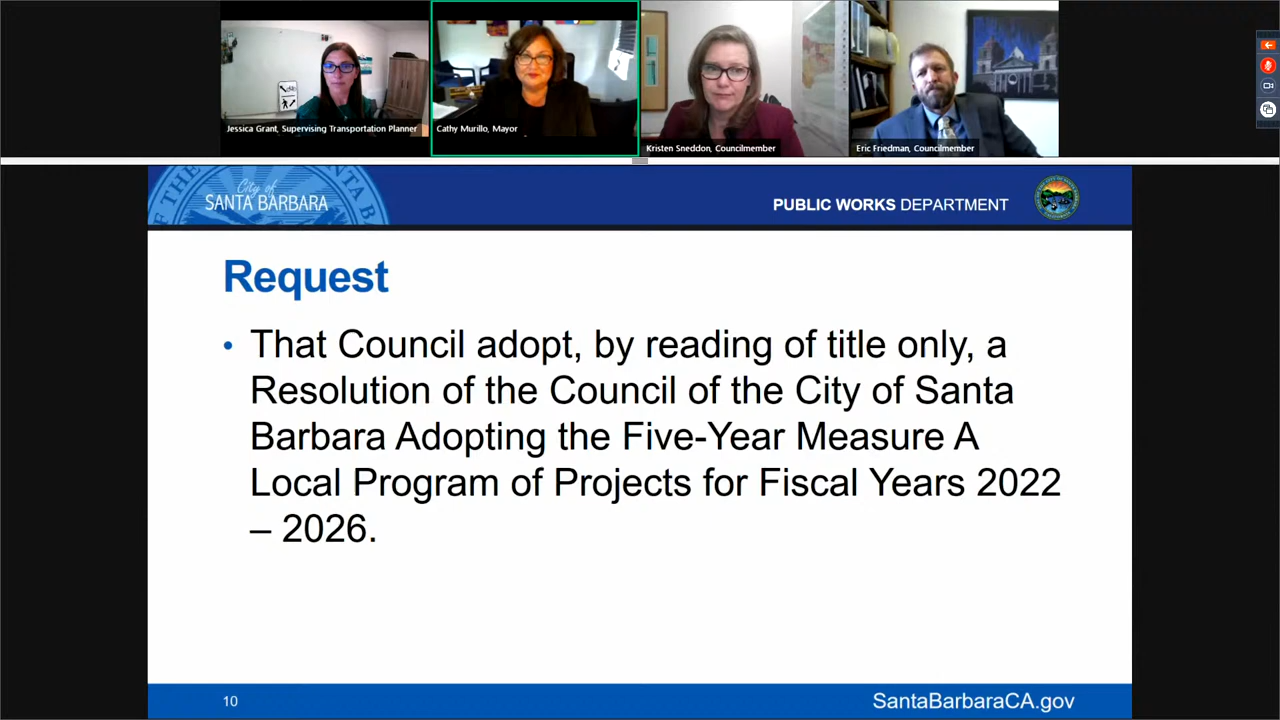 Jessica Grant, Supervising Transportation Planner
Cathy Murillo, Mayor
Kristen Sneddon, Councilmember
Eric Friedman, Councilmember
City of
SANTA BARBARA
PUBLIC WORKS DEPARTMENT
Request
• That Council adopt, by reading of title only, a
Resolution of the Council of the City of Santa
Barbara Adopting the Five-Year Measure A
Local Program of Projects for Fiscal Years 2022
– 2026.
10
SantaBarbaraCA.gov